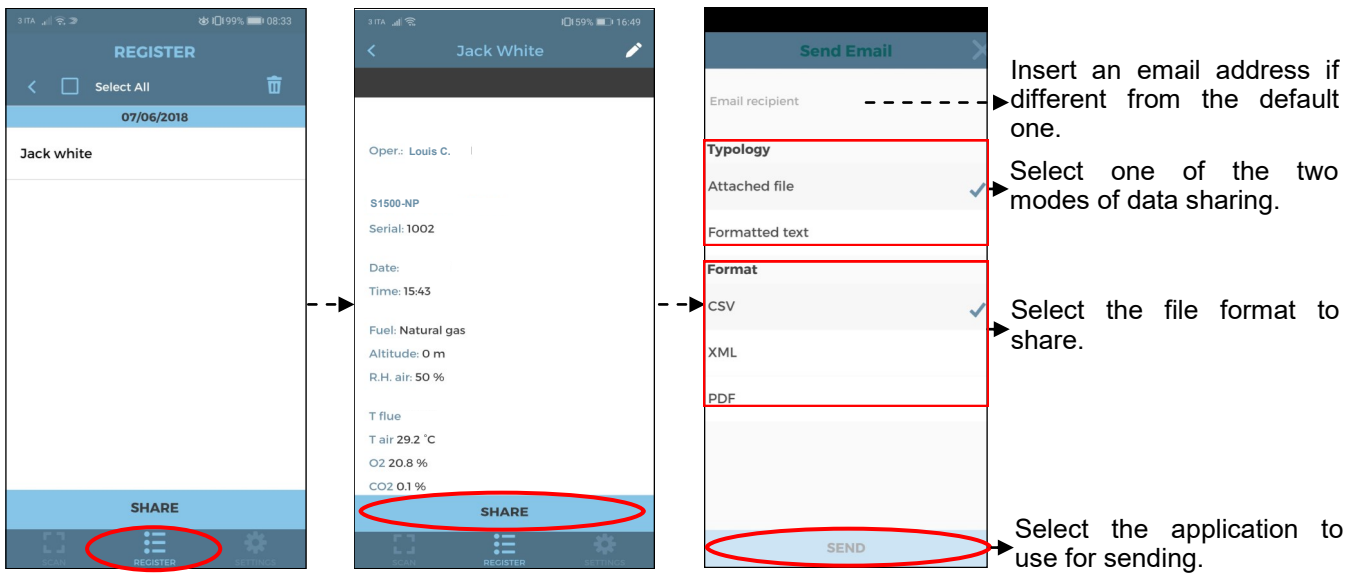 3 ITA 99% 08:33
REGISTER
Select All
07/06/2018
Jack white
SHARE
SCAN REGISTER SETTINGS
3 ITA 59% 16:49
Jack White
Oper.: Louis C.
S1500-NP
Serial: 1002
Date:
Time: 15:43
Fuel: Natural gas
Altitude: 0 m
R.H. air: 50 %
T flue
T air 29.2 °C
O2 20.8 %
CO2 0.1 %
SHARE
SCAN REGISTER SETTINGS
Send Email
Email recipient
Typology
Attached file
Formatted text
Format
CSV
XML
PDF
SEND
Insert an email address if
different from the default
one.
Select one of the two
modes of data sharing.
Select the file format to
share.
Select the application to
use for sending.